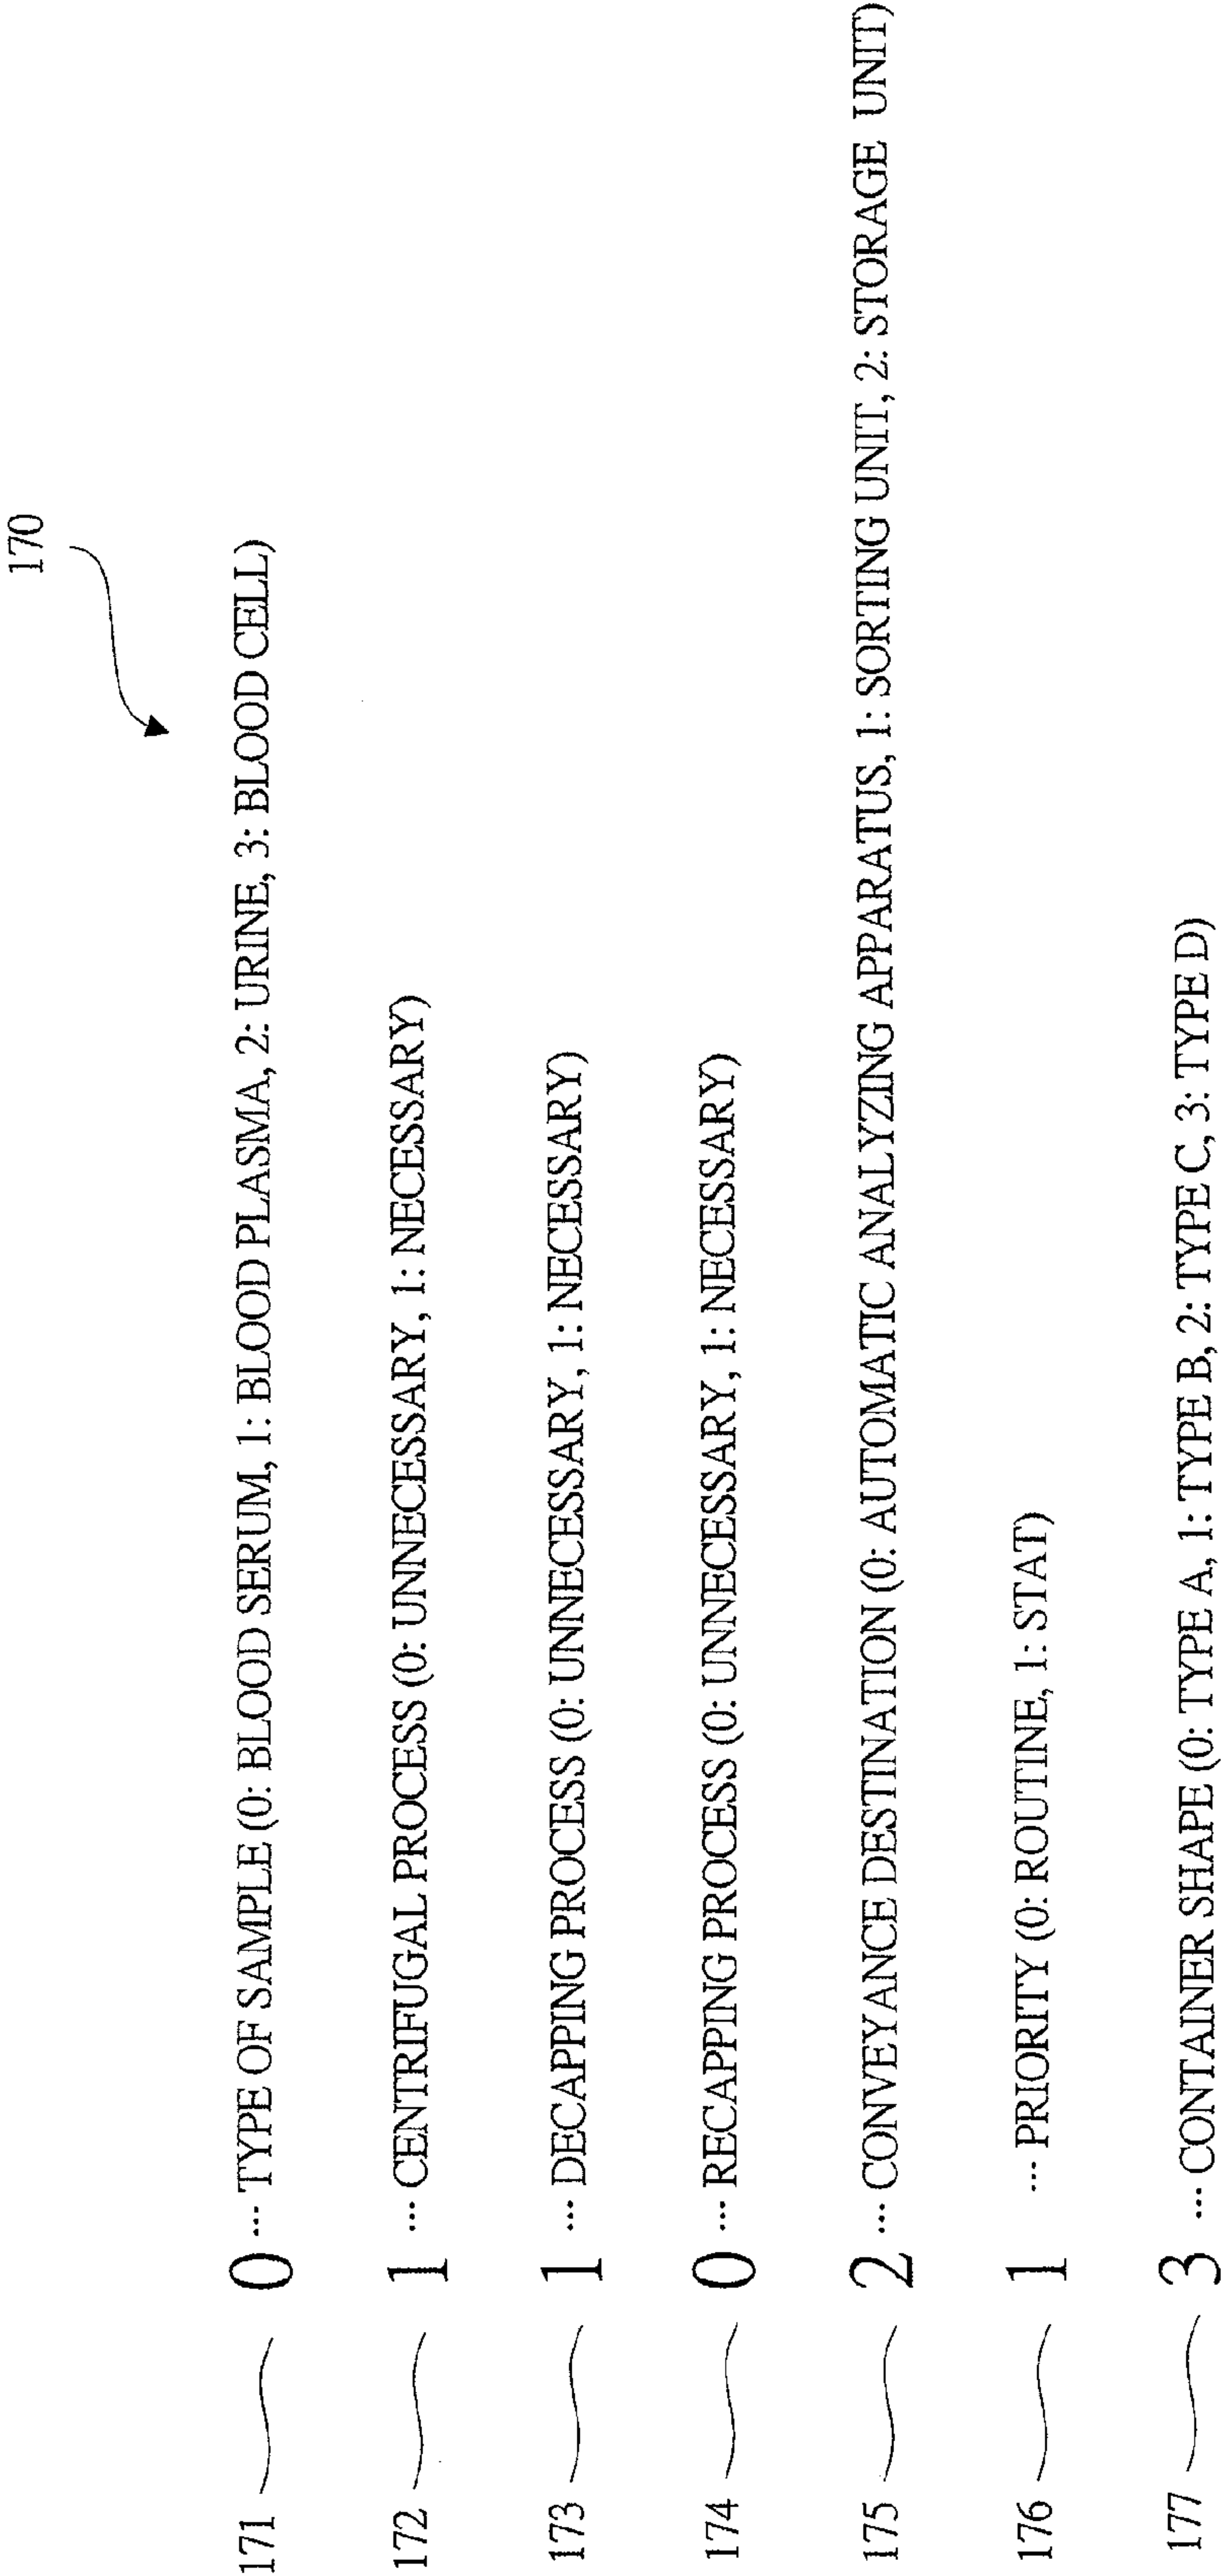 170
171 0 ... TYPE OF SAMPLE (0: BLOOD SERUM, 1: BLOOD PLASMA, 2: URINE, 3: BLOOD CELL)
172 1 ... CENTRIFUGAL PROCESS (0: UNNECESSARY, 1: NECESSARY)
173 1 ... DECAPPING PROCESS (0: UNNECESSARY, 1: NECESSARY)
174 0 ... RECAPPING PROCESS (0: UNNECESSARY, 1: NECESSARY)
175 2 ... CONVEYANCE DESTINATION (0: AUTOMATIC ANALYZING APPARATUS, 1: SORTING UNIT, 2: STORAGE UNIT)
176 1 ... PRIORITY (0: ROUTINE, 1: STAT)
177 3 ... CONTAINER SHAPE (0: TYPE A, 1: TYPE B, 2: TYPE C, 3: TYPE D)